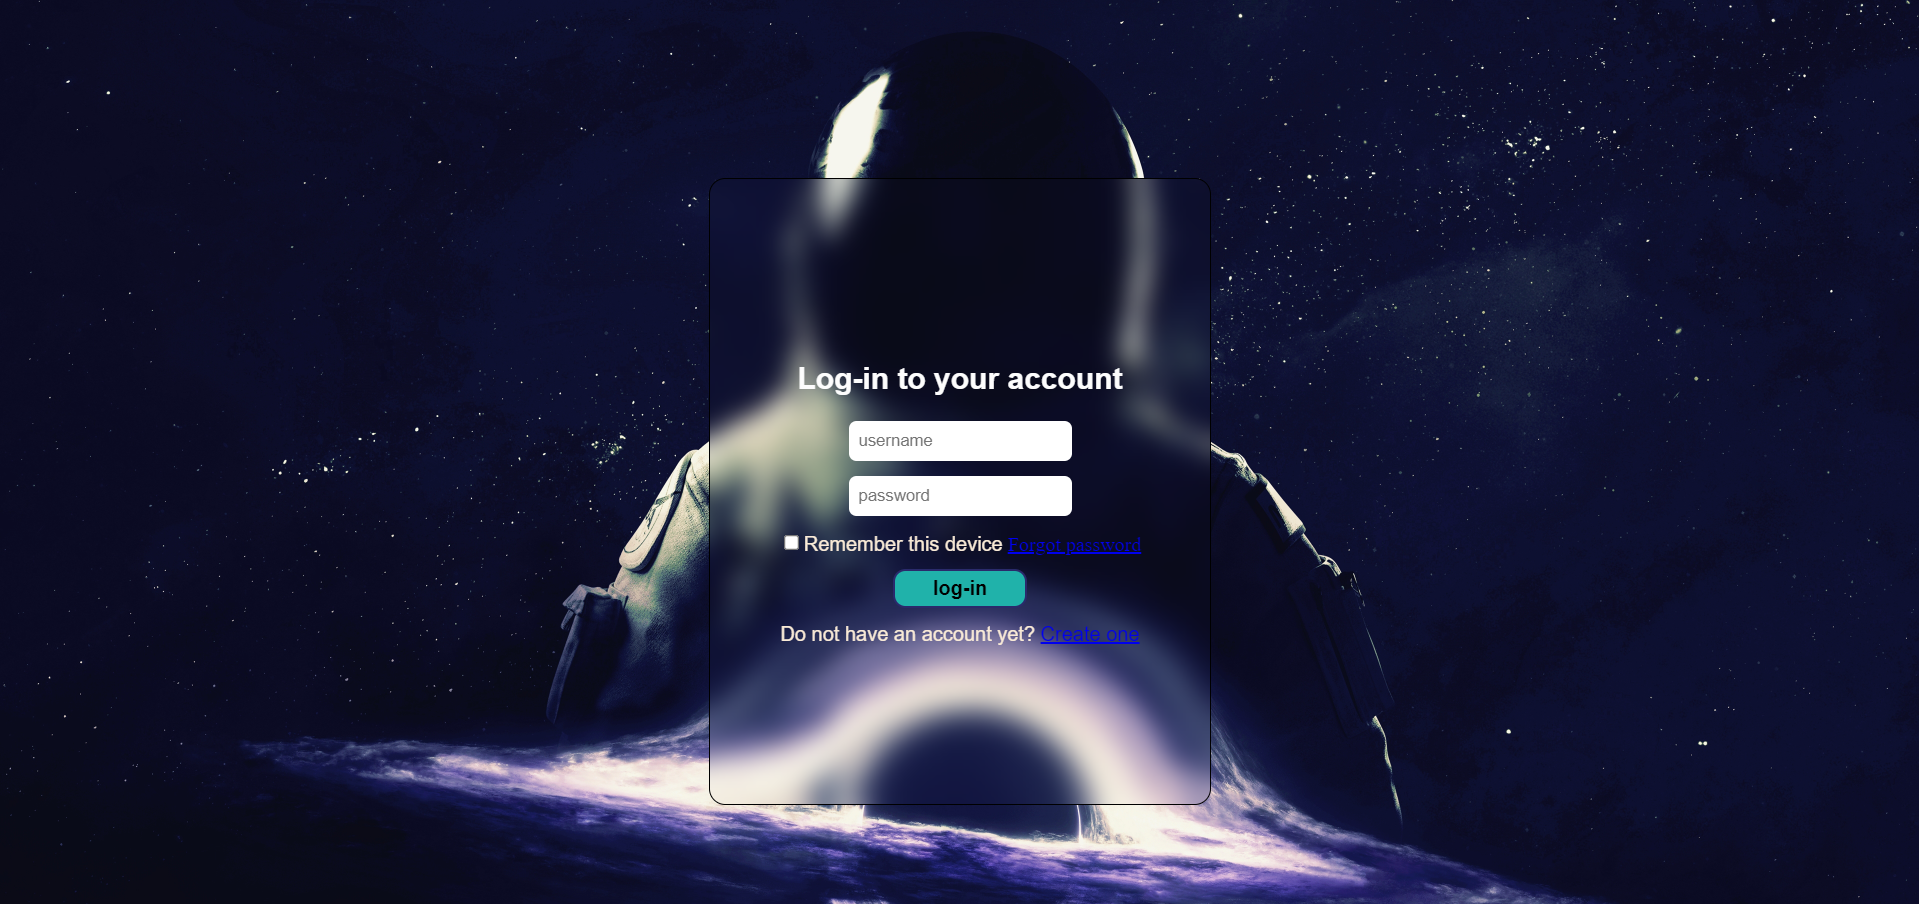 Log-in to your account
username
password
Remember this device Forgot password
log-in
Do not have an account yet? Create one